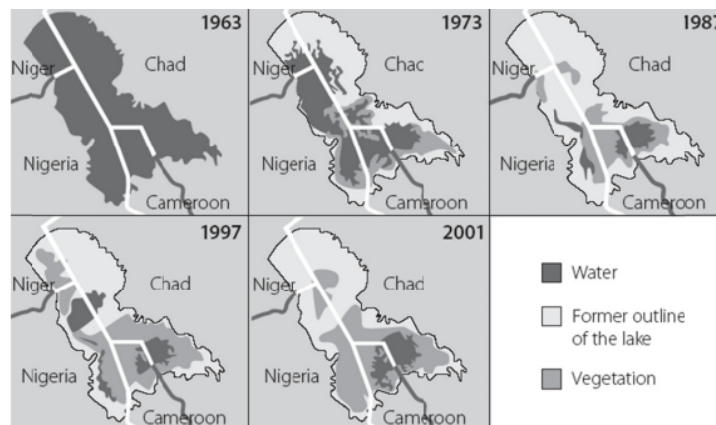 1963
Niger
Chad
Nigeria
Cameroon
1973
Niger
Chac
Nigeria
Cameroon
1987
Niger
Chad
Nigeria
Cameroon
1997
Niger
Chad
Nigeria
Cameroon
2001
Niger
Chad
Nigeria
Cameroon
Water
Former outline
of the lake
Vegetation